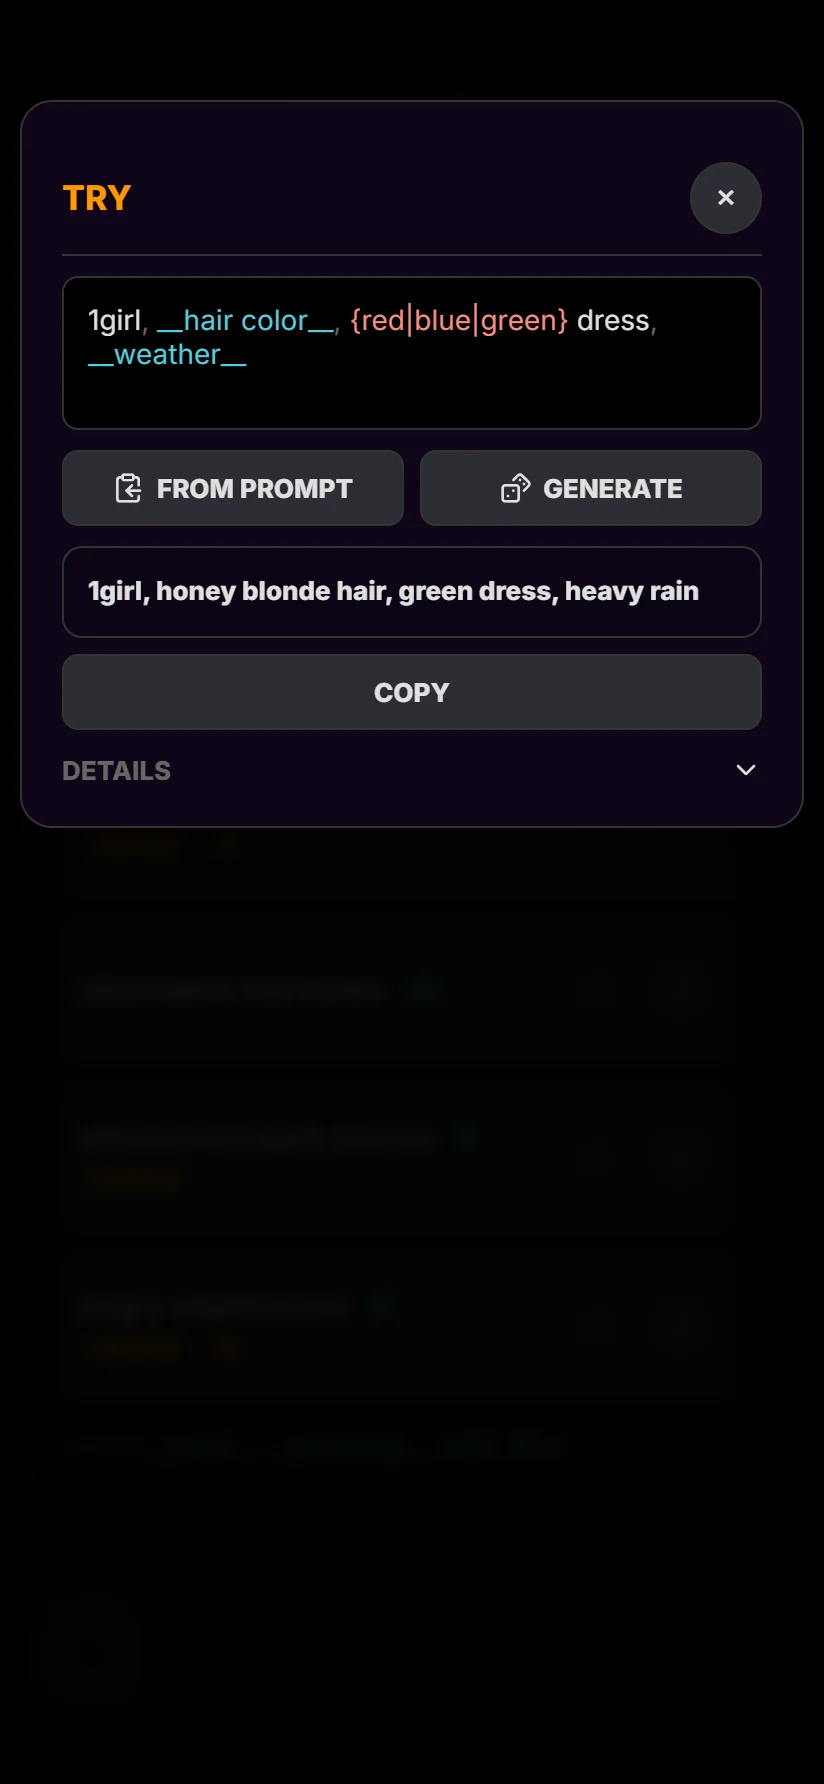 TRY
1girl, __hair color__, {red|blue|green} dress,
__weather__
FROM PROMPT
GENERATE
1girl, honey blonde hair, green dress, heavy rain
COPY
DETAILS